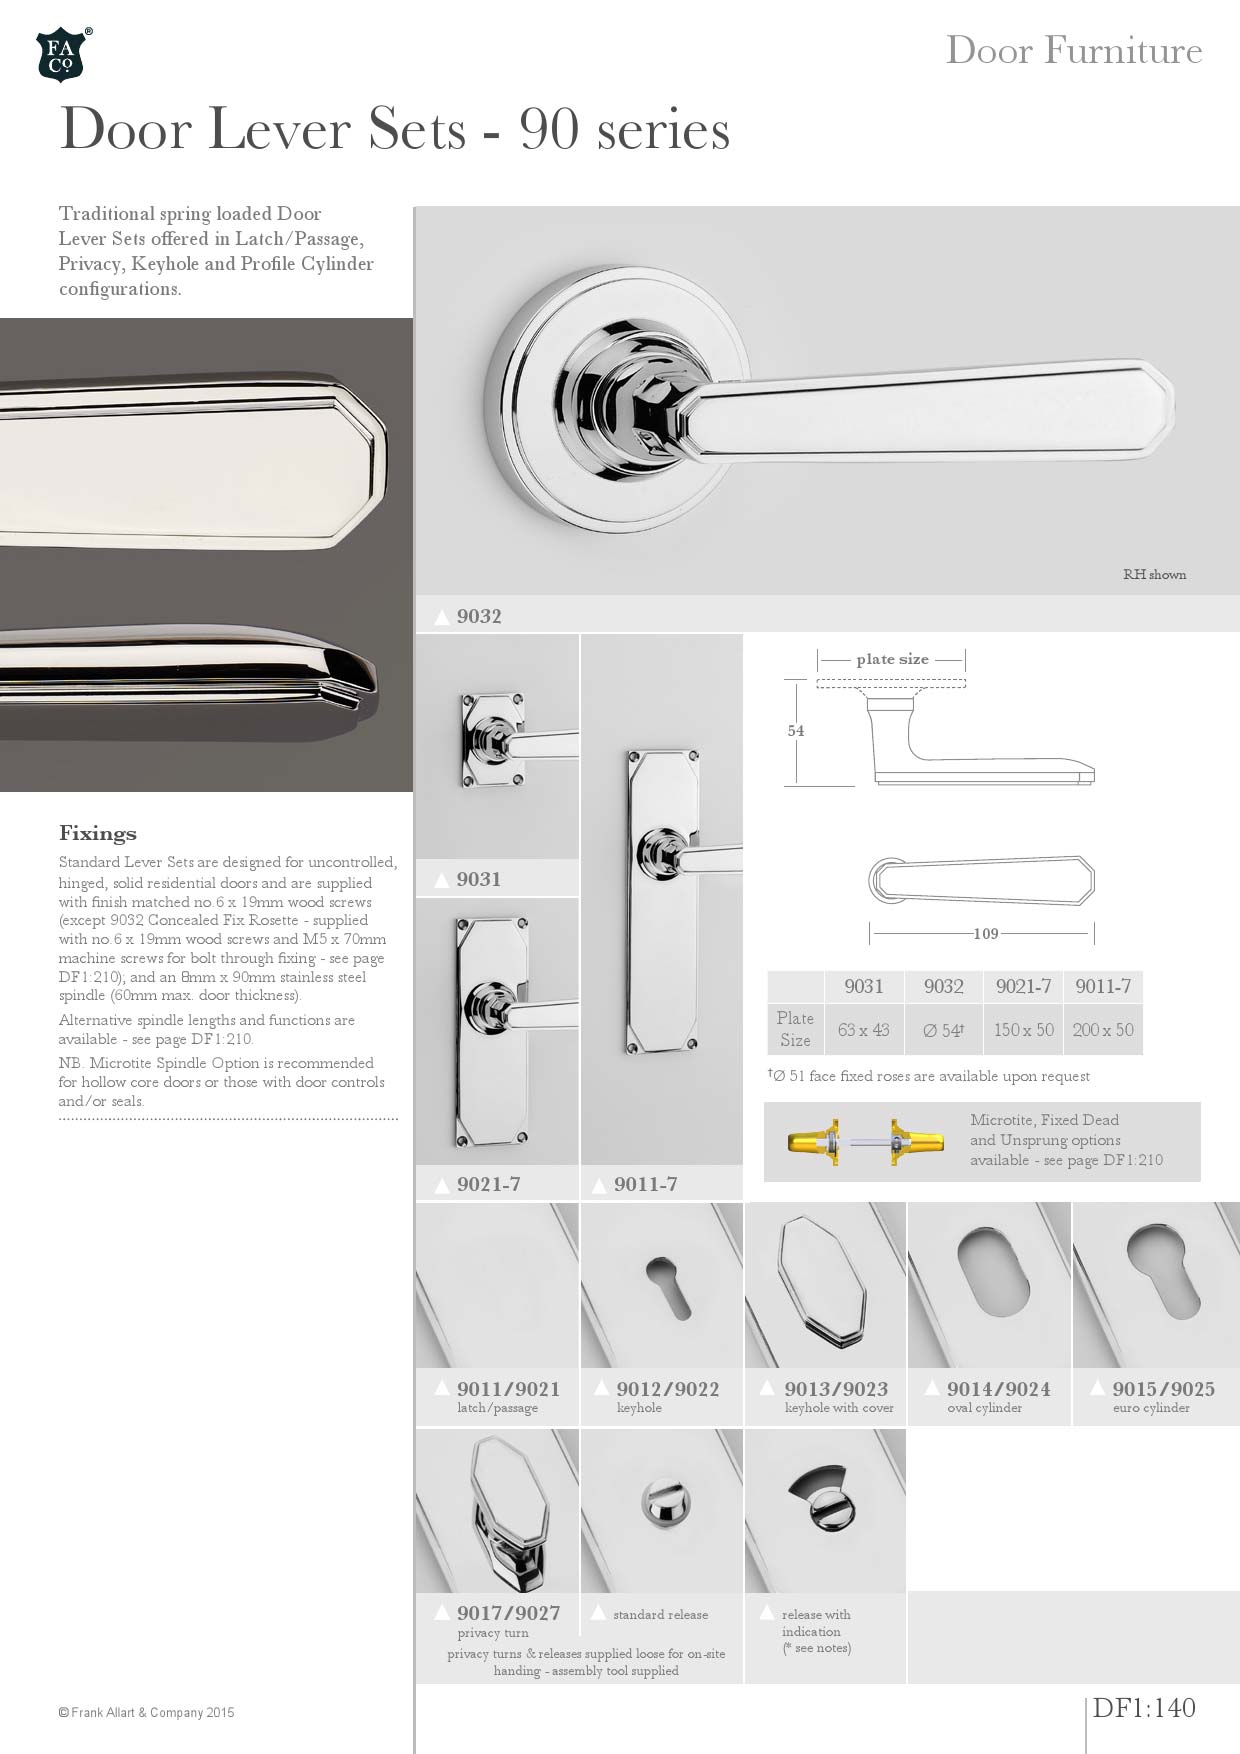 FA
Co.
®
Door Furniture
Door Lever Sets - 90 series
Traditional spring loaded Door
Lever Sets offered in Latch/Passage,
Privacy, Keyhole and Profile Cylinder
configurations.
RH shown
9032
Fixings
Standard Lever Sets are designed for uncontrolled,
hinged, solid residential doors and are supplied
with finish matched no.6 x 19mm wood screws
(except 9032 Concealed Fix Rosette - supplied
with no.6 x 19mm wood screws and M5 x 70mm
machine screws for bolt through fixing - see page
DF1:210); and an 8mm x 90mm stainless steel
spindle (60mm max. door thickness).
Alternative spindle lengths and functions are
available - see page DF1:210.
NB. Microtite Spindle Option is recommended
for hollow core doors or those with door controls
and/or seals.
9031
9021-7
9011-7
plate size
54
109
9031 9032 9021-7 9011-7
Plate
Size
63 x 43 Ø 54† 150 x 50 200 x 50
†Ø 51 face fixed roses are available upon request
Microtite, Fixed Dead
and Unsprung options
available - see page DF1:210
9011/9021
latch/passage
9012/9022
keyhole
9013/9023
keyhole with cover
9014/9024
oval cylinder
9015/9025
euro cylinder
9017/9027
privacy turn
standard release
privacy turns & releases supplied loose for on-site
handing - assembly tool supplied
release with
indication
(* see notes)
© Frank Allart & Company 2015
DF1:140